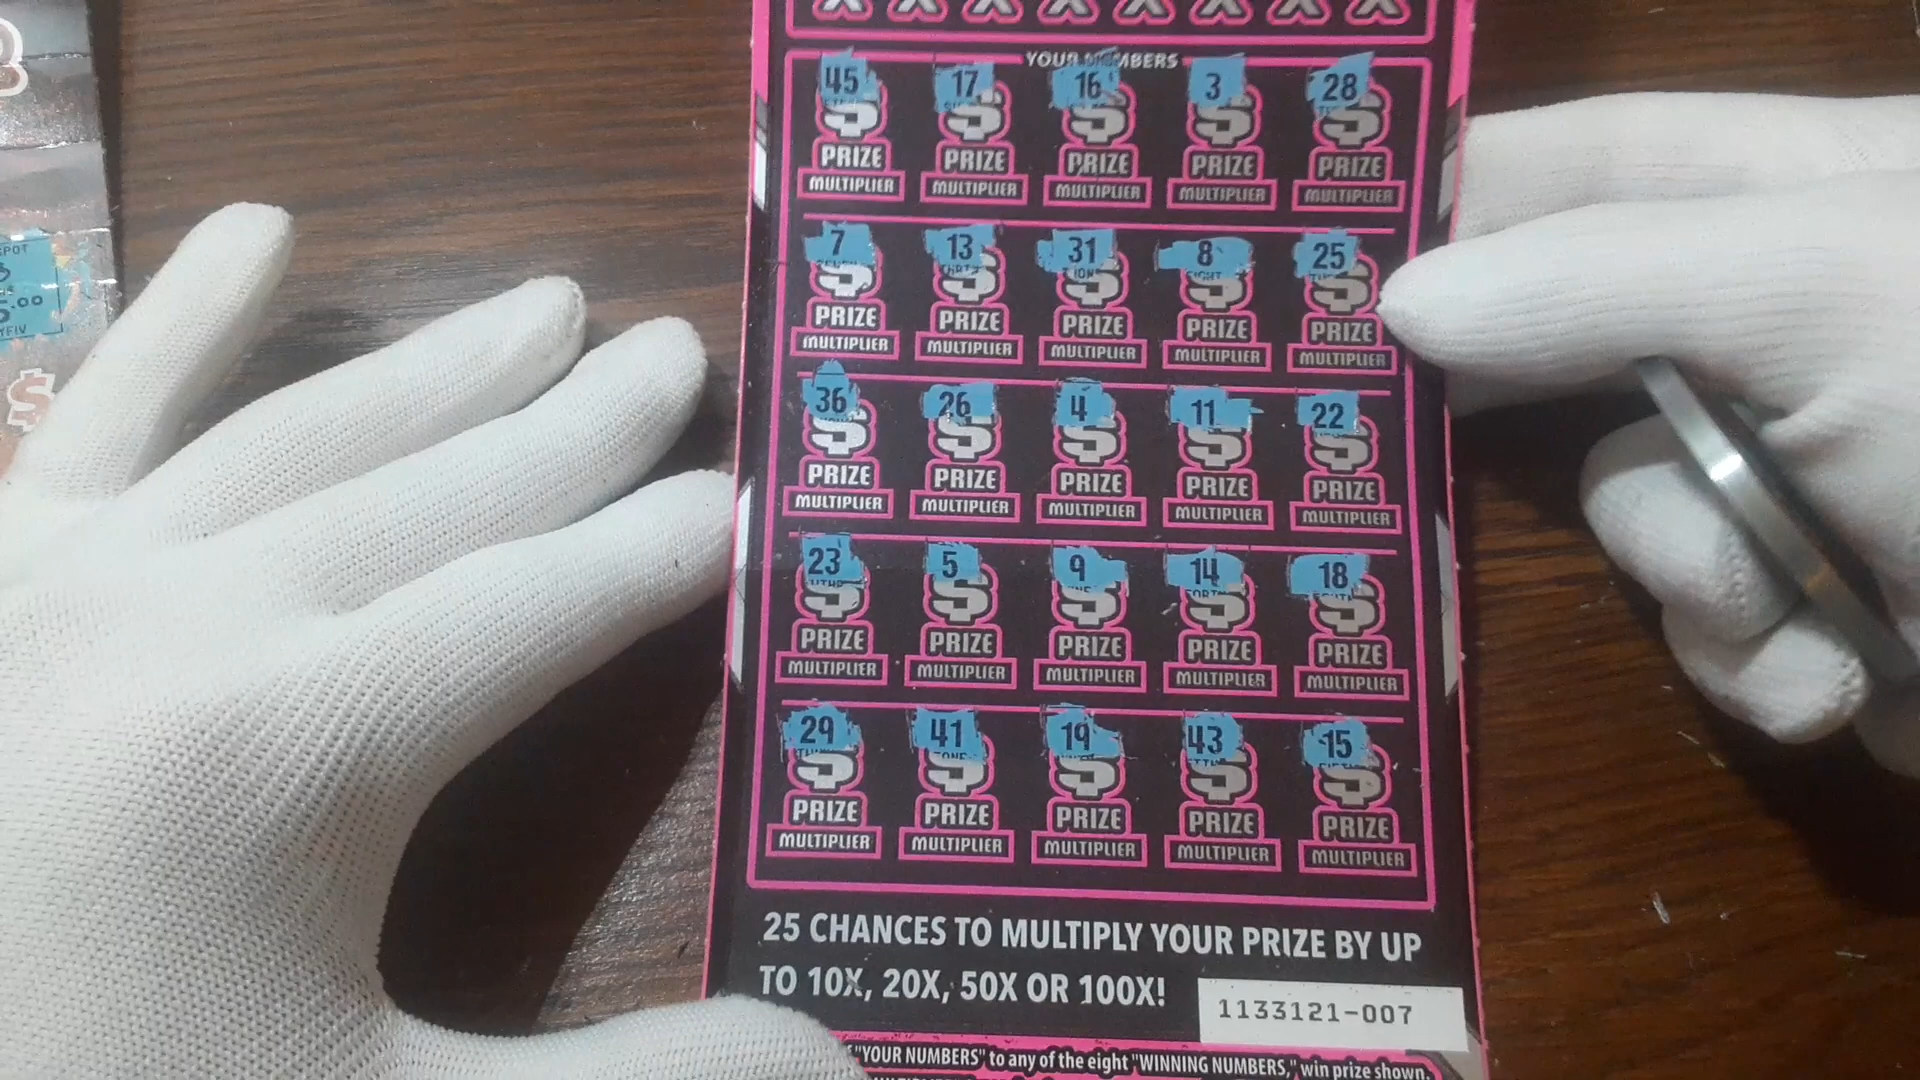 X X X X X X X X
YOUR NUMBERS
45 17 16 3 28
PRIZE PRIZE PRIZE PRIZE PRIZE
MULTIPLIER MULTIPLIER MULTIPLIER MULTIPLIER MULTIPLIER
7 13 31 8 25
PRIZE PRIZE PRIZE PRIZE PRIZE
MULTIPLIER MULTIPLIER MULTIPLIER MULTIPLIER MULTIPLIER
36 26 4 11 22
PRIZE PRIZE PRIZE PRIZE PRIZE
MULTIPLIER MULTIPLIER MULTIPLIER MULTIPLIER MULTIPLIER
23 5 9 14 18
PRIZE PRIZE PRIZE PRIZE PRIZE
MULTIPLIER MULTIPLIER MULTIPLIER MULTIPLIER MULTIPLIER
29 41 19 43 15
PRIZE PRIZE PRIZE PRIZE PRIZE
MULTIPLIER MULTIPLIER MULTIPLIER MULTIPLIER MULTIPLIER
25 CHANCES TO MULTIPLY YOUR PRIZE BY UP
TO 10X, 20X, 50X OR 100X!
1133121-007
"YOUR NUMBERS" to any of the eight "WINNING NUMBERS," win prize shown.
SPOT
.00
$